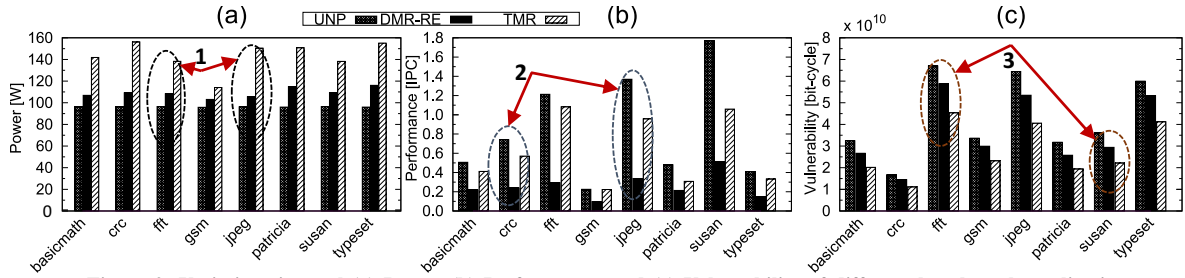 (a)
(b)
(c)
UNP DMR-RE TMR
Power [W]
160
140
120
100
80
60
40
20
0
1
basicmath
crc
fft
gsm
jpeg
patricia
susan
typeset
Performance [IPC]
1.8
1.6
1.4
1.2
1.0
0.8
0.6
0.4
0.2
0.0
2
basicmath
crc
fft
gsm
jpeg
patricia
susan
typeset
x 10^10
Vulnerability [bit-cycle]
8
7
6
5
4
3
2
1
0
3
basicmath
crc
fft
gsm
jpeg
patricia
susan
typeset